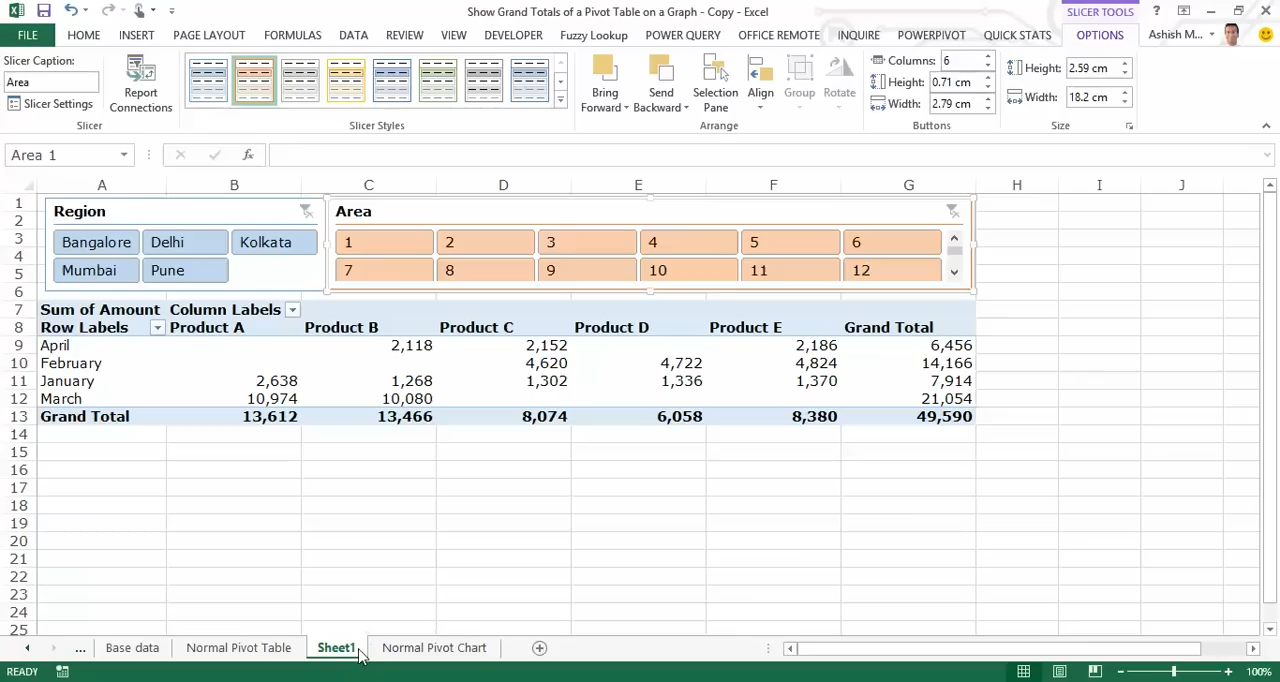 Show Grand Totals of a Pivot Table on a Graph - Copy - Excel
SLICER TOOLS
?
FILE HOME INSERT PAGE LAYOUT FORMULAS DATA REVIEW VIEW DEVELOPER Fuzzy Lookup POWER QUERY OFFICE REMOTE INQUIRE POWERPIVOT QUICK STATS OPTIONS Ashish M...
Slicer Caption:
Area
Slicer Settings
Report Connections
Bring Forward
Send Backward
Selection Pane
Align
Group
Rotate
Columns: 6
Height: 0.71 cm
Width: 2.79 cm
Height: 2.59 cm
Width: 18.2 cm
Slicer Slicer Styles Arrange Buttons Size
Area 1 fx
A B C D E F G H I J
1 Region Area
2
3 Bangalore Delhi Kolkata 1 2 3 4 5 6
4
5 Mumbai Pune 7 8 9 10 11 12
6
7 Sum of Amount Column Labels
8 Row Labels Product A Product B Product C Product D Product E Grand Total
9 April 2,118 2,152 2,186 6,456
10 February 4,620 4,722 4,824 14,166
11 January 2,638 1,268 1,302 1,336 1,370 7,914
12 March 10,974 10,080 21,054
13 Grand Total 13,612 13,466 8,074 6,058 8,380 49,590
14
15
16
17
18
19
20
21
22
23
24
25
... Base data Normal Pivot Table Sheet1 Normal Pivot Chart
READY 100%